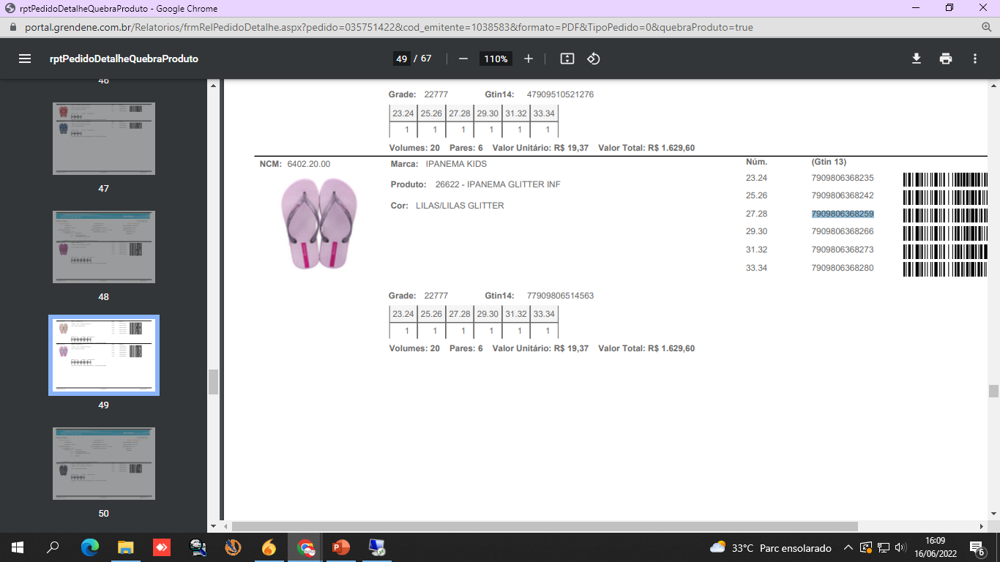 rptPedidoDetalheQuebraProduto - Google Chrome
portal.grendene.com.br/Relatorios/frmRelPedidoDetalhe.aspx?pedido=035751422&cod_emitente=1038583&formato=PDF&TipoPedido=0&quebraProduto=true
rptPedidoDetalheQuebraProduto 49 / 67 110%
46
47
48
49
50
Grade: 22777 Gtin14: 47909510521276
23.24 25.26 27.28 29.30 31.32 33.34
1 1 1 1 1 1
Volumes: 20 Pares: 6 Valor Unitário: R$ 19,37 Valor Total: R$ 1.629,60
NCM: 6402.20.00 Marca: IPANEMA KIDS Núm. (Gtin 13)
Produto: 26622 - IPANEMA GLITTER INF
Cor: LILAS/LILAS GLITTER
23.24 7909806368235
25.26 7909806368242
27.28 7909806368259
29.30 7909806368266
31.32 7909806368273
33.34 7909806368280
Grade: 22777 Gtin14: 77909806514563
23.24 25.26 27.28 29.30 31.32 33.34
1 1 1 1 1 1
Volumes: 20 Pares: 6 Valor Unitário: R$ 19,37 Valor Total: R$ 1.629,60
33°C Parc ensolarado
16:09
16/06/2022
6